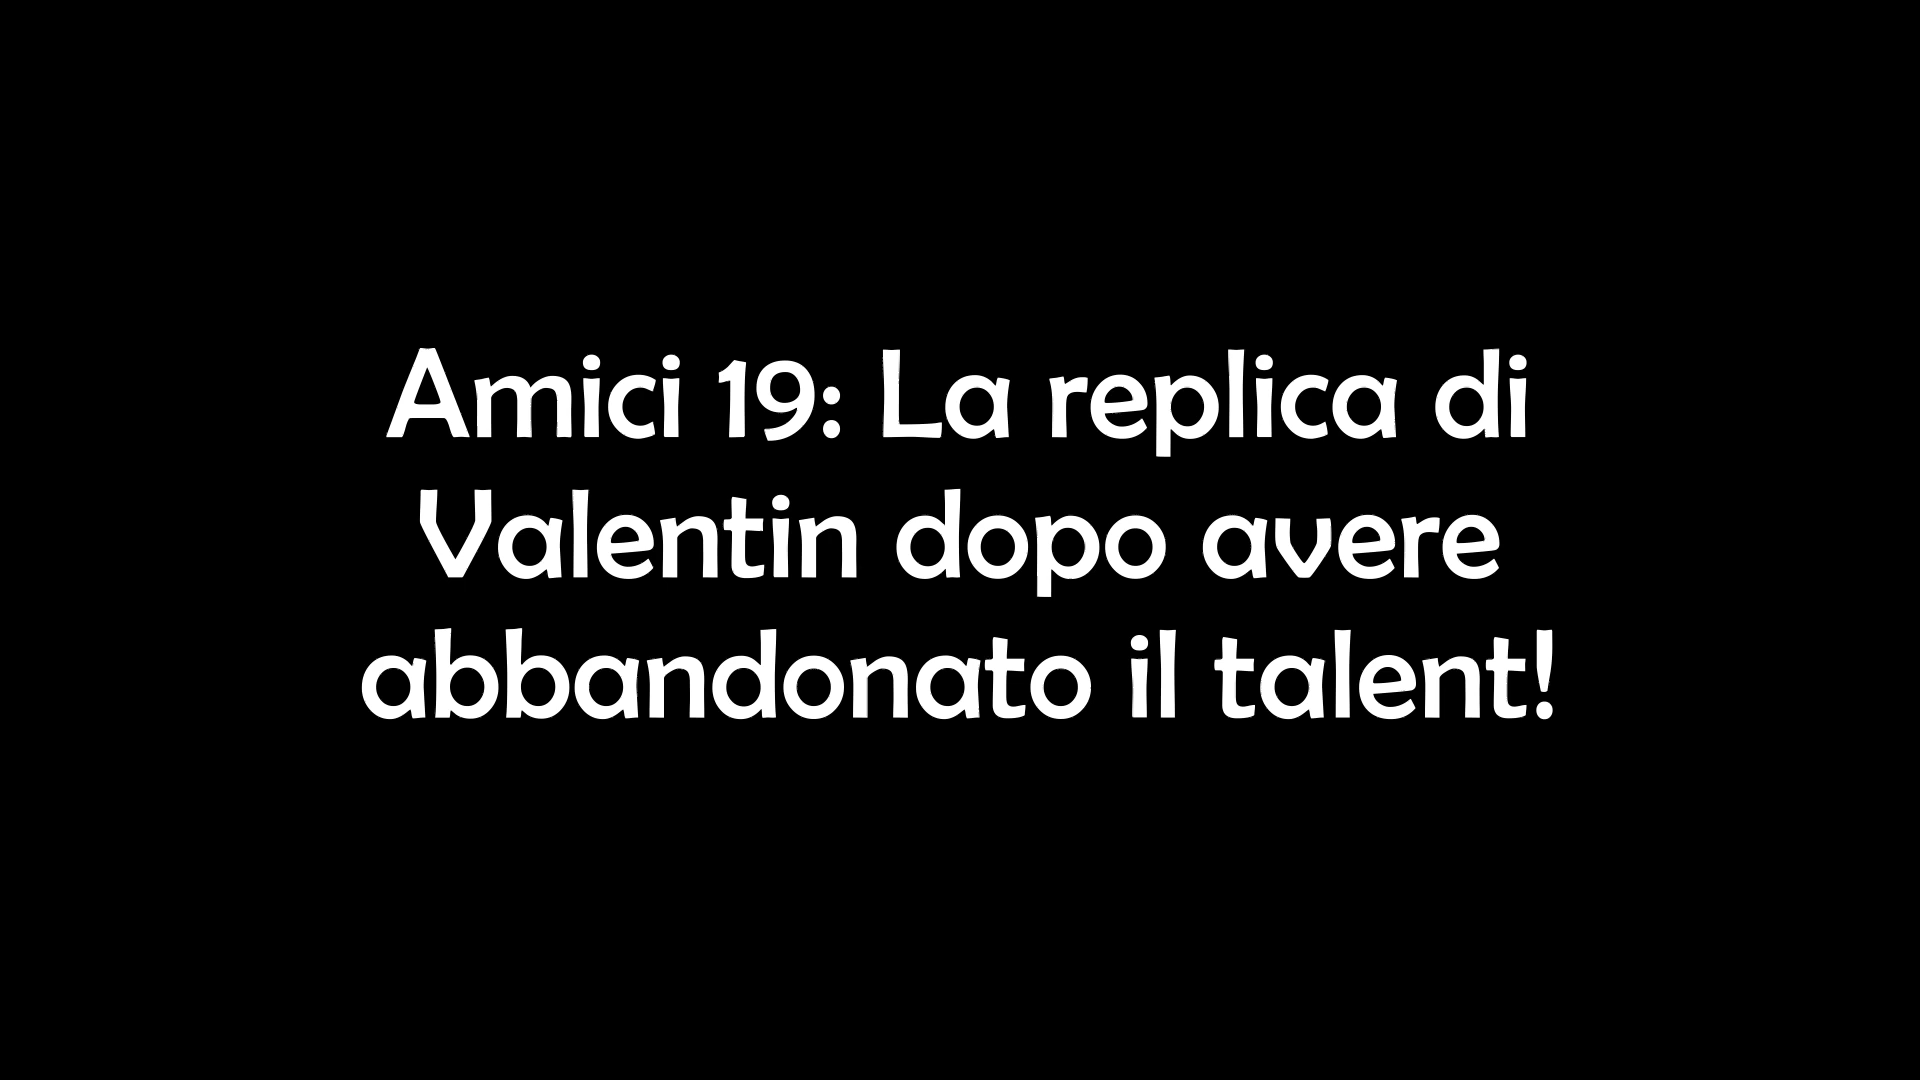 Amici 19: La replica di
Valentin dopo avere
abbandonato il talent!